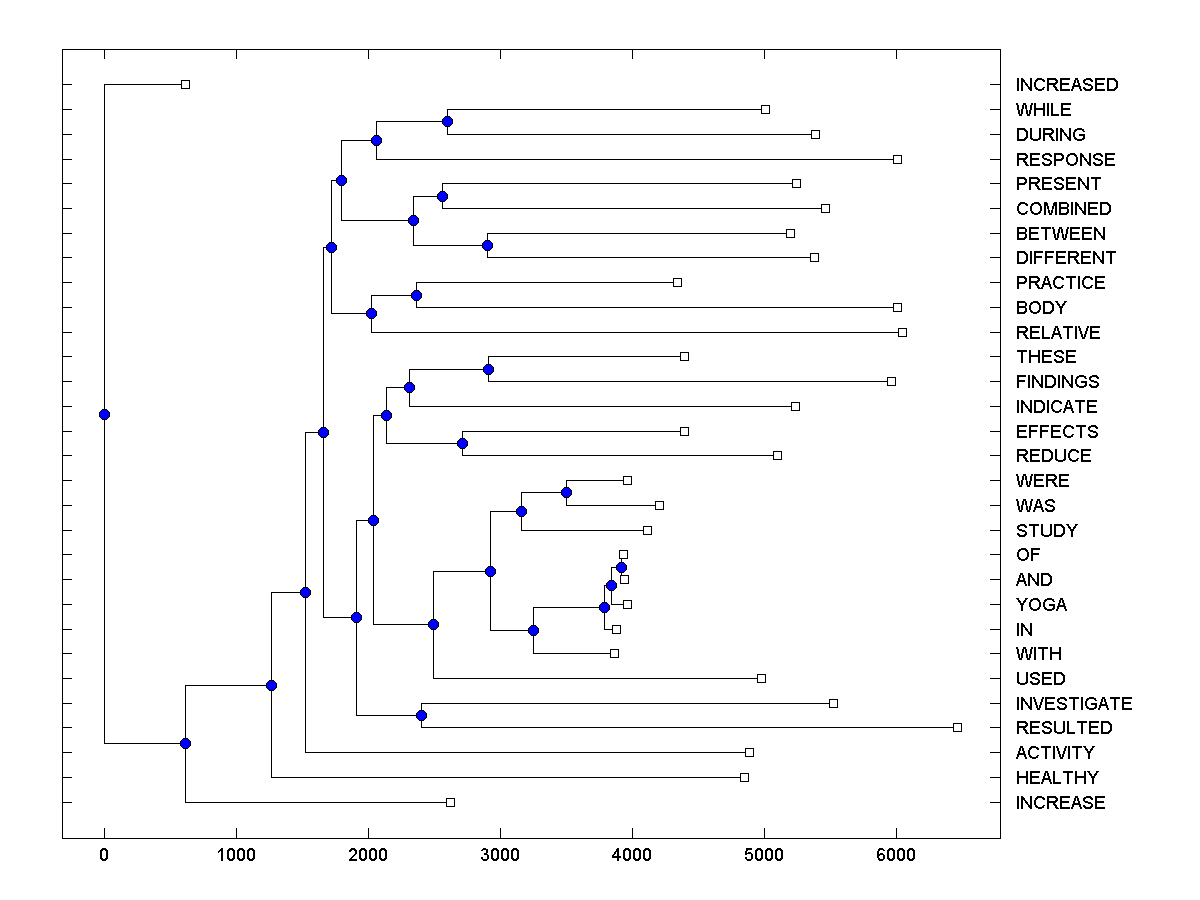 INCREASED
WHILE
DURING
RESPONSE
PRESENT
COMBINED
BETWEEN
DIFFERENT
PRACTICE
BODY
RELATIVE
THESE
FINDINGS
INDICATE
EFFECTS
REDUCE
WERE
WAS
STUDY
OF
AND
YOGA
IN
WITH
USED
INVESTIGATE
RESULTED
ACTIVITY
HEALTHY
INCREASE
0 1000 2000 3000 4000 5000 6000